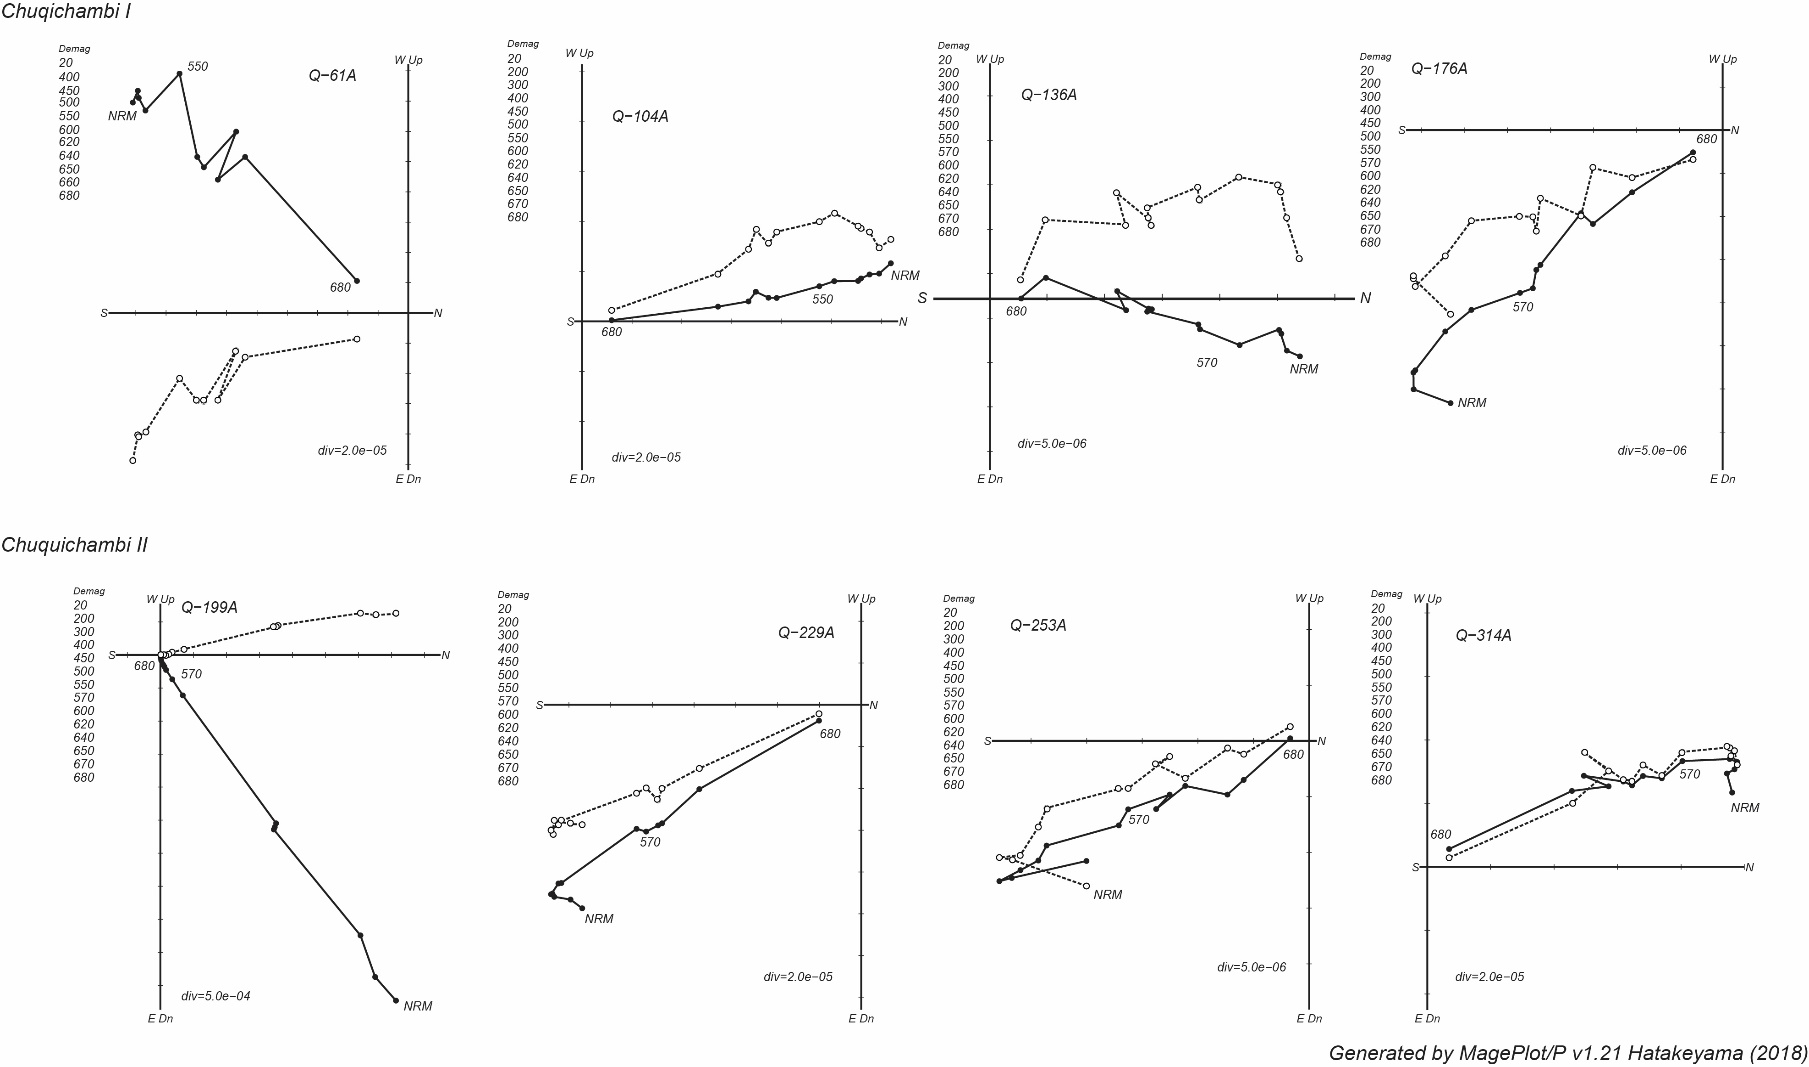 Chuqichambi I
Demag
20
400
450
500
550
600
620
640
650
660
680
NRM
550
Q−61A
W Up
680
S
N
div=2.0e−05
E Dn
Demag
20
200
300
400
450
500
550
600
620
640
650
670
680
W Up
Q−104A
NRM
550
S
N
680
div=2.0e−05
E Dn
Demag
20
200
300
400
450
500
550
570
600
620
640
650
670
680
W Up
Q−136A
S
N
680
570
NRM
div=5.0e−06
E Dn
Demag
20
200
300
400
450
500
550
570
600
620
640
650
670
680
Q−176A
W Up
S
N
680
570
NRM
div=5.0e−06
E Dn
Chuquichambi II
Demag
20
200
300
400
450
500
550
570
600
620
640
650
670
680
W Up
Q−199A
S
N
680
570
div=5.0e−04
NRM
E Dn
Demag
20
200
300
400
450
500
550
570
600
620
640
650
670
680
W Up
Q−229A
S
N
680
570
NRM
div=2.0e−05
E Dn
Demag
20
200
300
400
450
500
550
570
600
620
640
650
670
680
W Up
Q−253A
S
N
680
570
NRM
div=5.0e−06
E Dn
Demag
20
200
300
400
450
500
550
570
600
620
640
650
670
680
W Up
Q−314A
570
NRM
680
S
N
div=2.0e−05
E Dn
Generated by MagePlot/P v1.21 Hatakeyama (2018)